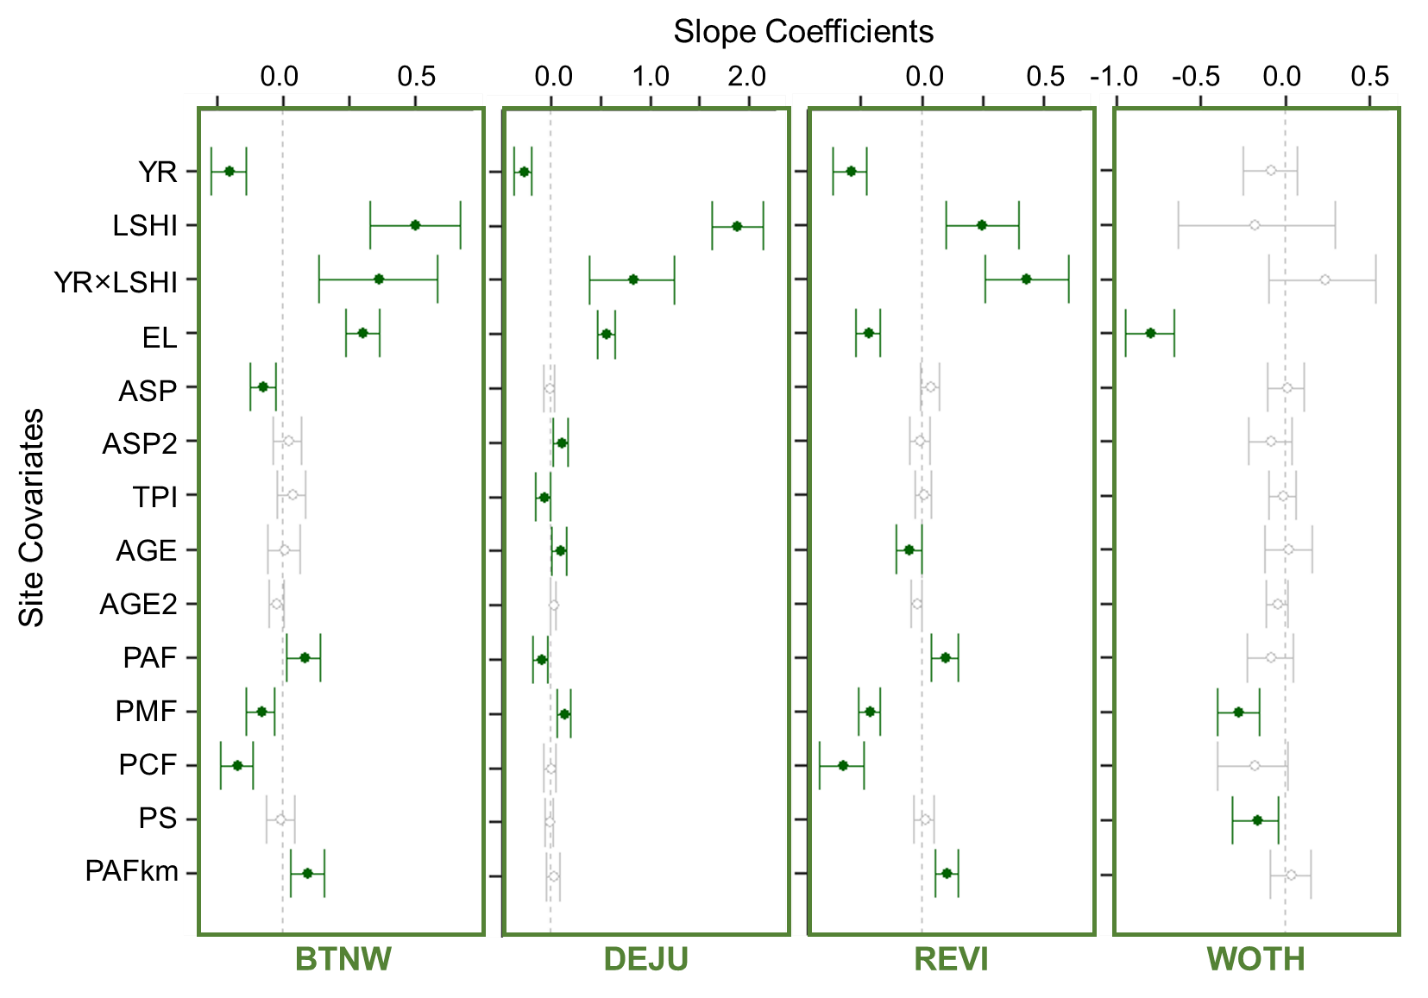 Slope Coefficients
0.0 0.5 0.0 1.0 2.0 0.0 0.5 -1.0 -0.5 0.0 0.5
Site Covariates
YR
LSHI
YR×LSHI
EL
ASP
ASP2
TPI
AGE
AGE2
PAF
PMF
PCF
PS
PAFkm
BTNW DEJU REVI WOTH